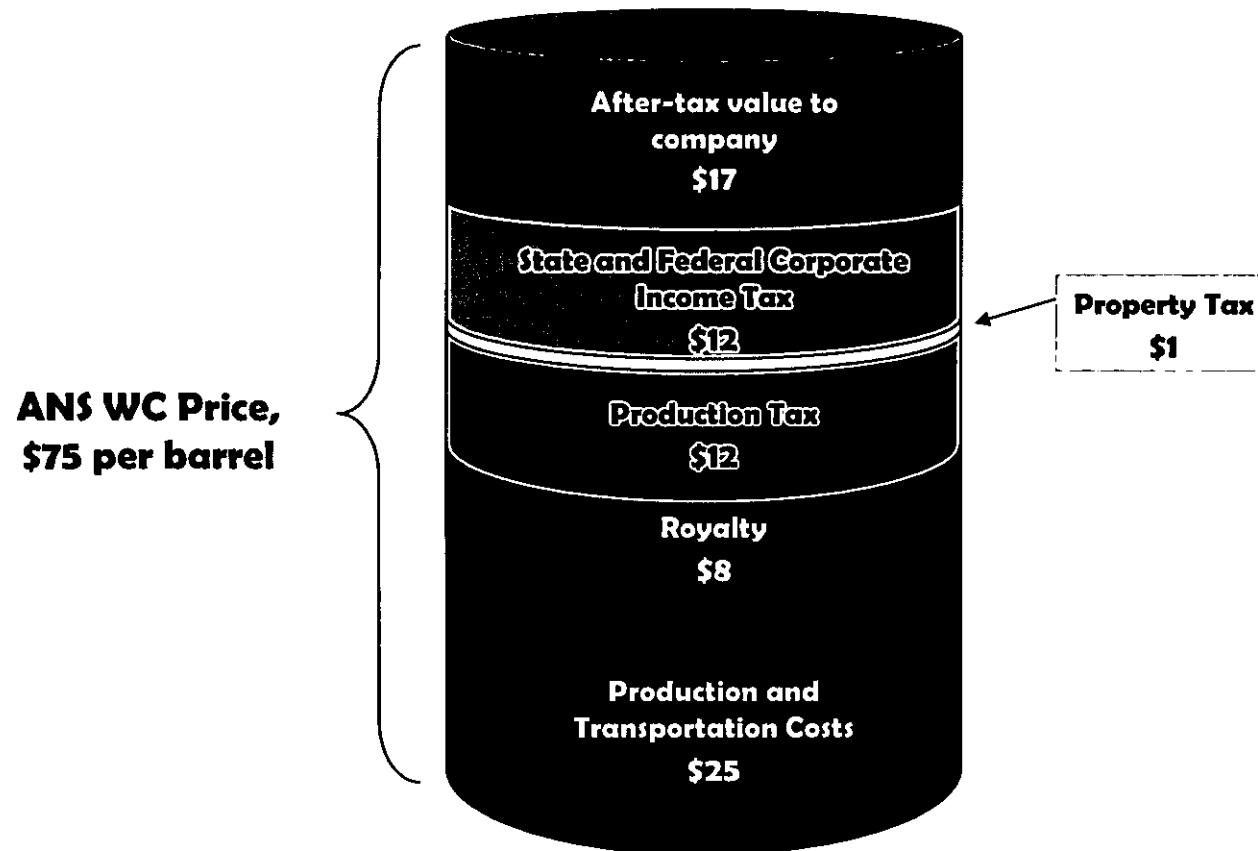 After-tax value to
company
$17
State and Federal Corporate
Income Tax
$12
Property Tax
$1
ANS WC Price,
$75 per barrel
Production Tax
$12
Royalty
$8
Production and
Transportation Costs
$25